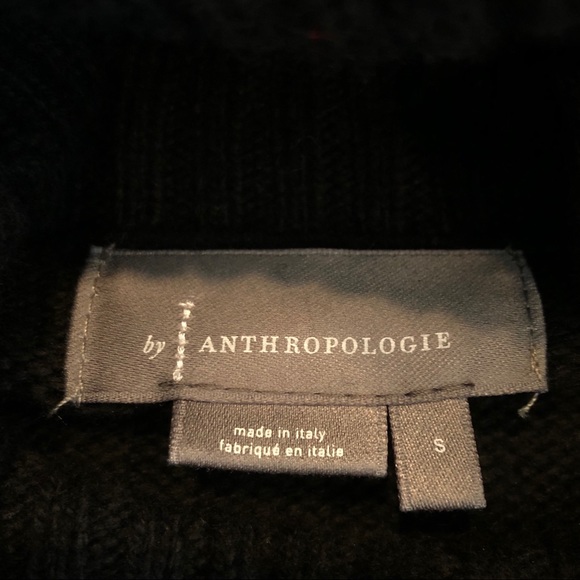 by ANTHROPOLOGIE
made in italy
fabriqué en italie
S